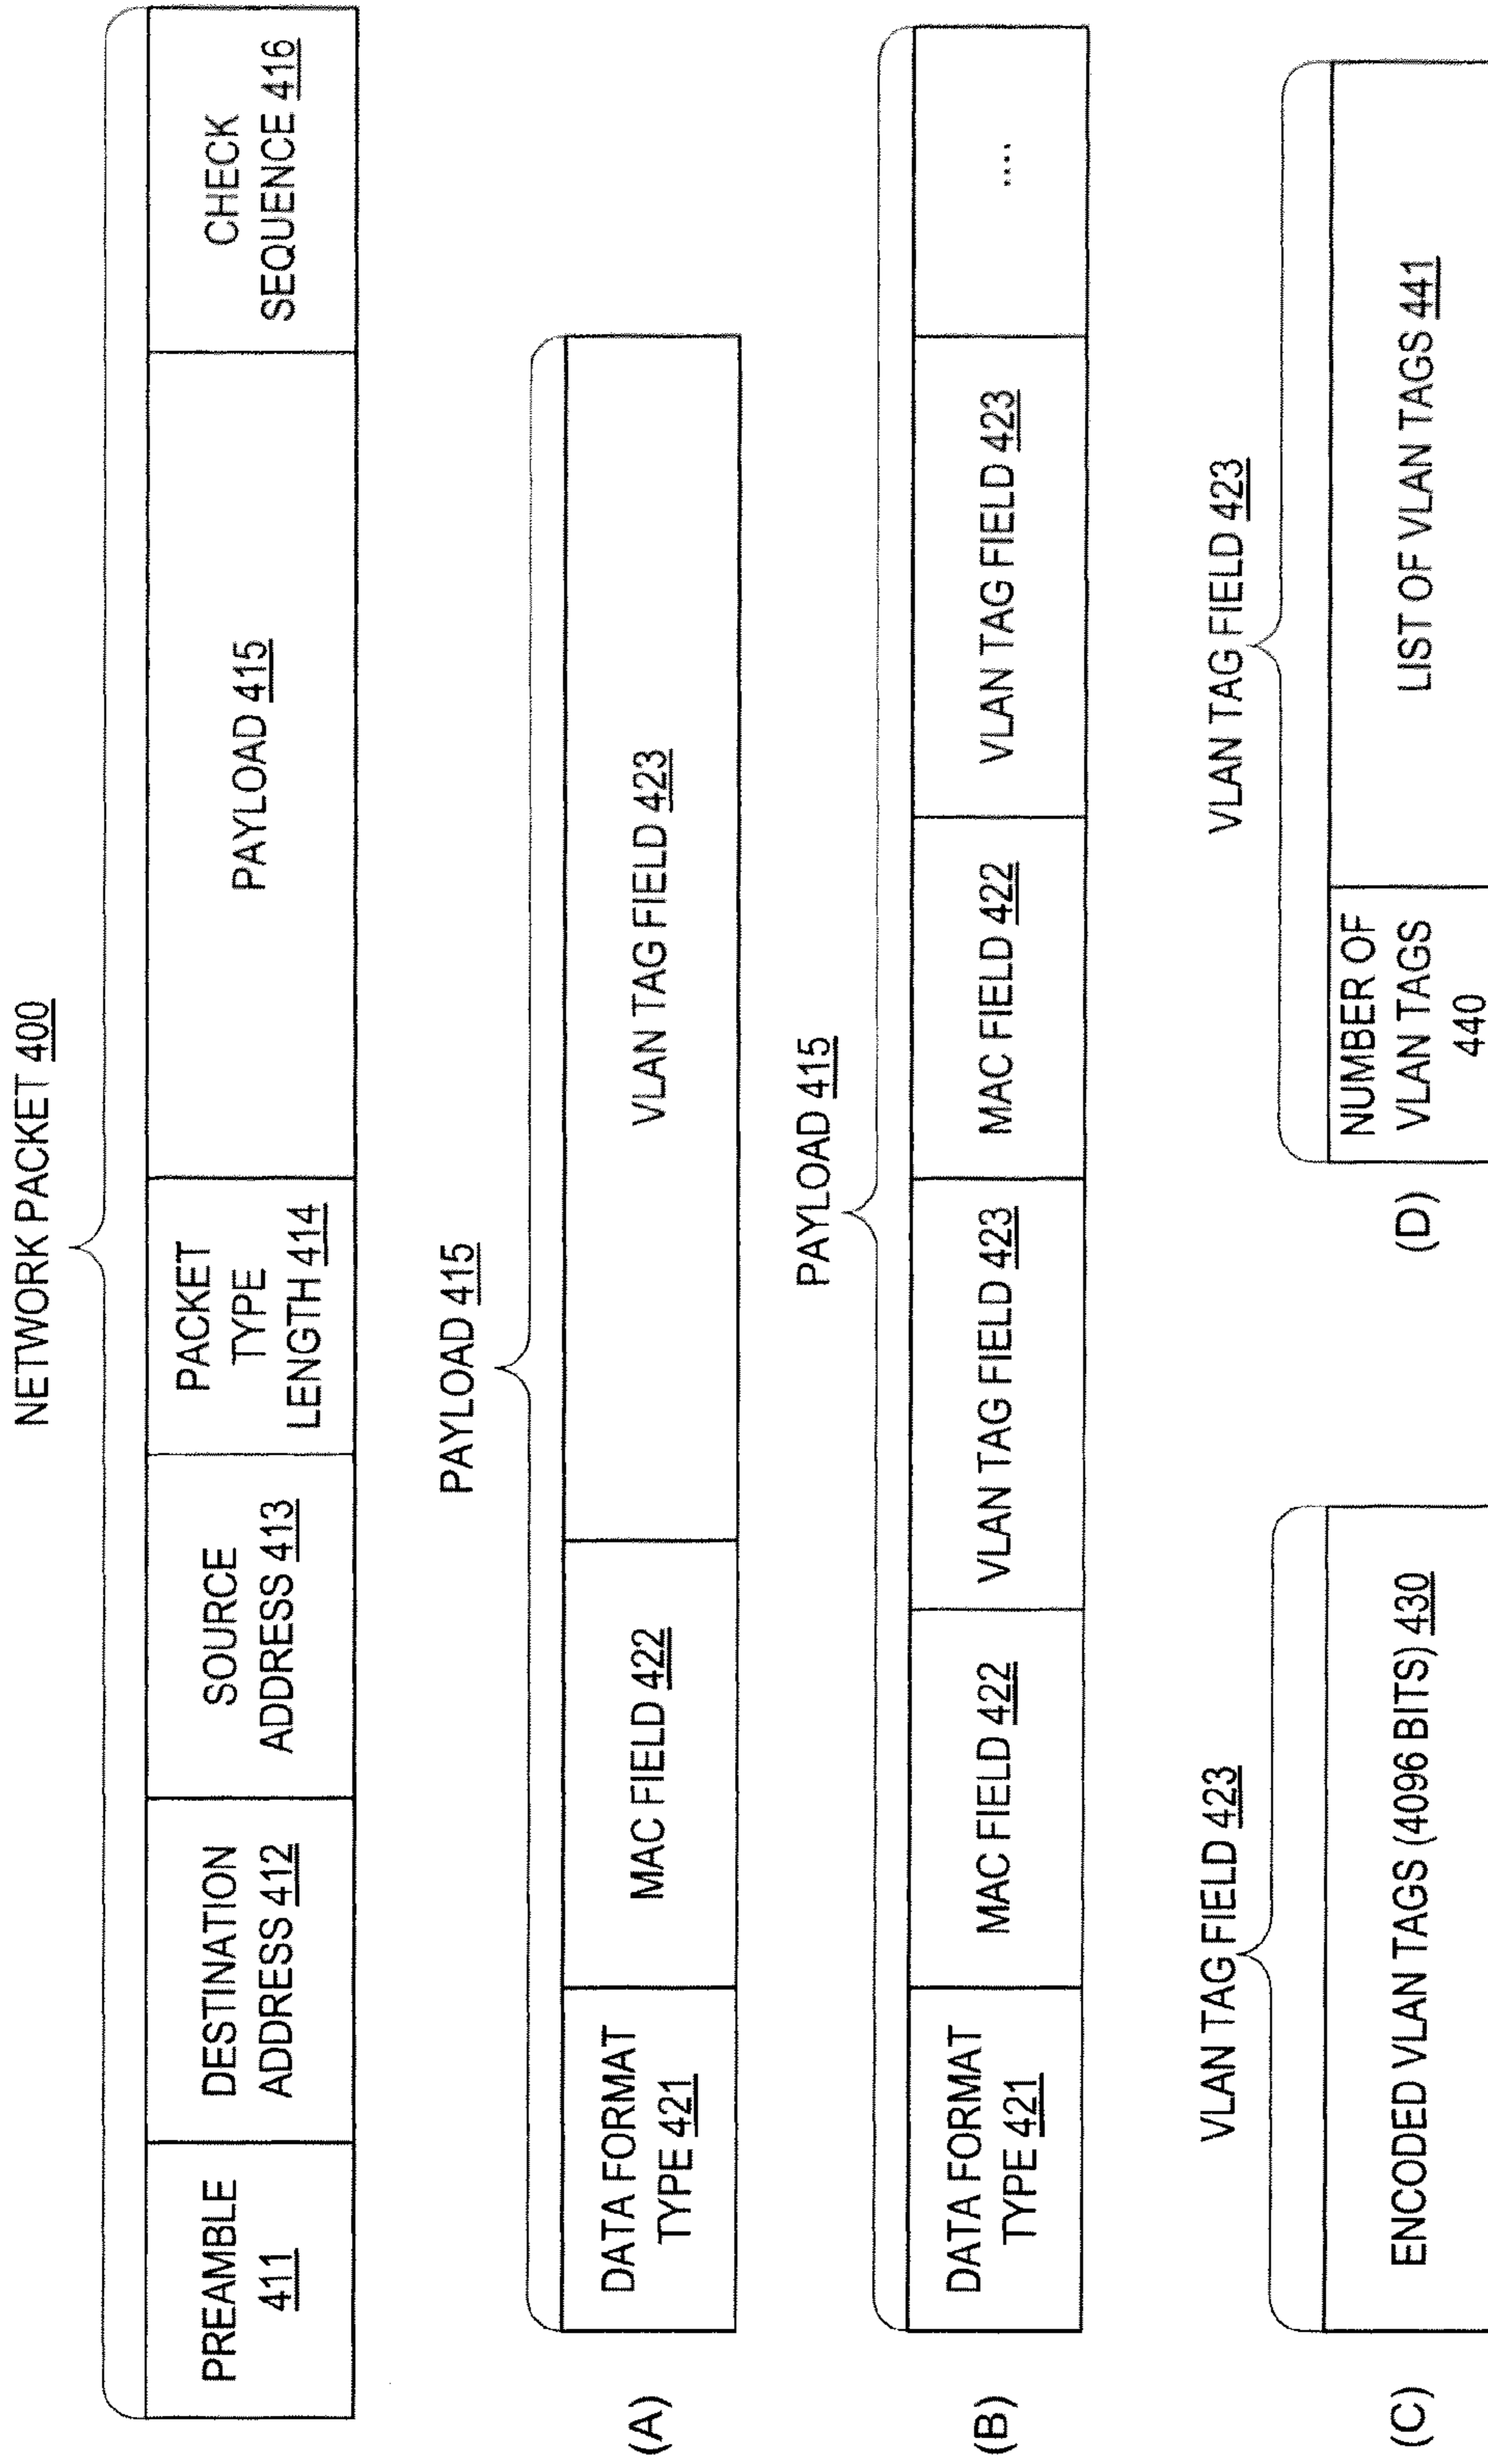 NETWORK PACKET 400
PREAMBLE
411
DESTINATION
ADDRESS 412
SOURCE
ADDRESS 413
PACKET
TYPE
LENGTH 414
PAYLOAD 415
CHECK
SEQUENCE 416
PAYLOAD 415
(A)
DATA FORMAT
TYPE 421
MAC FIELD 422
VLAN TAG FIELD 423
PAYLOAD 415
(B)
DATA FORMAT
TYPE 421
MAC FIELD 422
VLAN TAG FIELD 423
MAC FIELD 422
VLAN TAG FIELD 423
....
VLAN TAG FIELD 423
(C)
ENCODED VLAN TAGS (4096 BITS) 430
VLAN TAG FIELD 423
(D)
NUMBER OF
VLAN TAGS
440
LIST OF VLAN TAGS 441